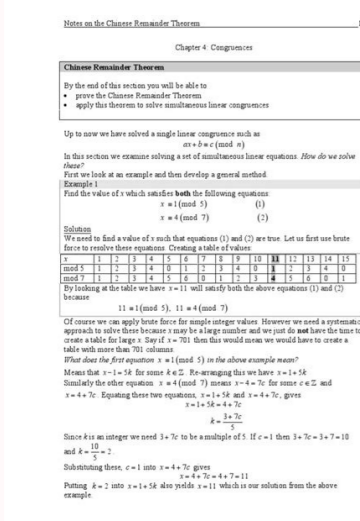 Notes on the Chinese Remainder Theorem
Chapter 4: Congruences
Chinese Remainder Theorem
By the end of this section you will be able to
• prove the Chinese Remainder Theorem
• apply this theorem to solve simultaneous linear congruences
Up to now we have solved a single linear congruence such as
ax + b ≡ c (mod n)
In this section we examine solving a set of simultaneous linear equations. How do we solve
these?
First we look at an example and then develop a general method.
Example 1
Find the value of x which satisfies both the following equations:
x ≡ 1 (mod 5) (1)
x ≡ 4 (mod 7) (2)
Solution
We need to find a value of x such that equations (1) and (2) are true. Let us first use brute
force to resolve these equations. Creating a table of values:
x 1 2 3 4 5 6 7 8 9 10 11 12 13 14 15
mod 5 1 2 3 4 0 1 2 3 4 0 1 2 3 4 0
mod 7 1 2 3 4 5 6 0 1 2 3 4 5 6 0 1
By looking at the table we have x = 11 will satisfy both the above equations (1) and (2)
because
11 ≡ 1 (mod 5), 11 ≡ 4 (mod 7)
Of course we can apply brute force for simple integer values. However we need a systematic
approach to solve these because x may be a large number and we just do not have the time to
create a table for large x. Say if x = 701 then this would mean we would have to create a
table with more than 701 columns.
What does the first equation x ≡ 1 (mod 5) in the above example mean?
Means that x − 1 = 5k for some k ∈ ℤ. Re-arranging this we have x = 1 + 5k
Similarly the other equation x ≡ 4 (mod 7) means x − 4 = 7c for some c ∈ ℤ and
x = 4 + 7c. Equating these two equations, x = 1 + 5k and x = 4 + 7c, gives
x = 1 + 5k = 4 + 7c
k = (3 + 7c)/5
Since k is an integer we need 3 + 7c to be a multiple of 5. If c = 1 then 3 + 7c = 3 + 7 = 10
and k = 10/5 = 2.
Substituting these, c = 1 into x = 4 + 7c gives
x = 4 + 7c = 4 + 7 = 11
Putting k = 2 into x = 1 + 5k also yields x = 11 which is our solution from the above
example.